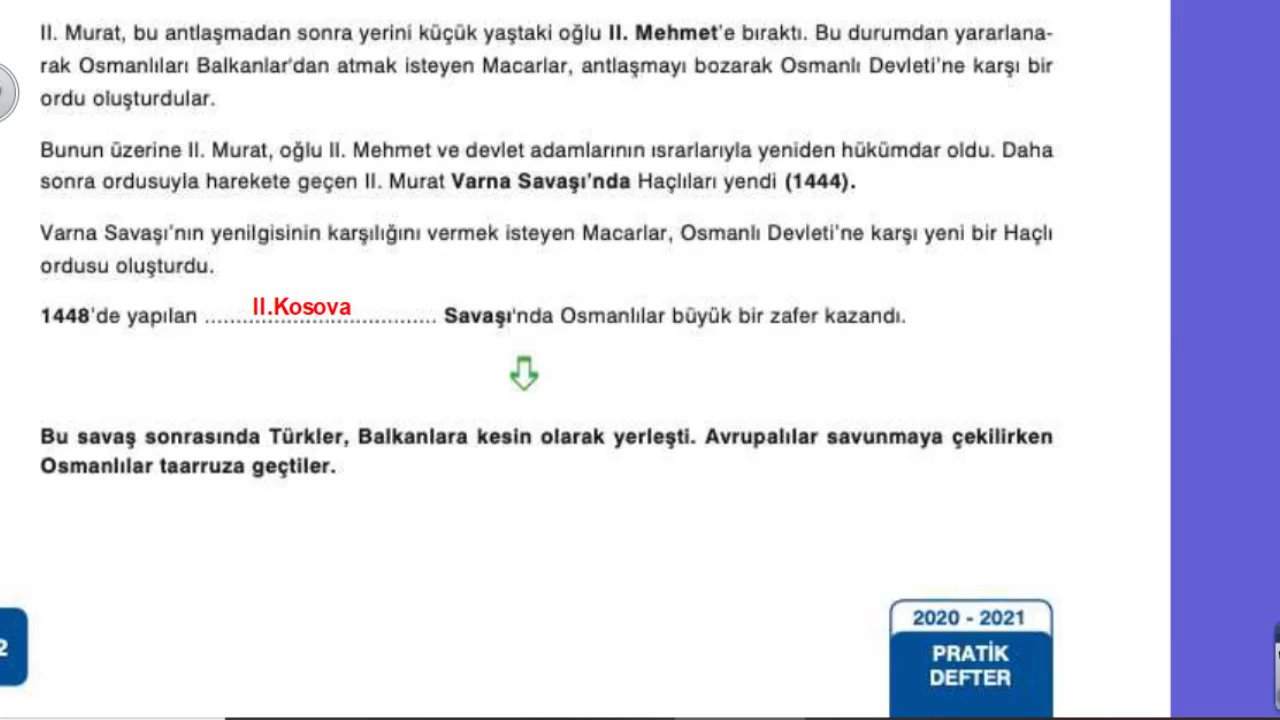 II. Murat, bu antlaşmadan sonra yerini küçük yaştaki oğlu II. Mehmet'e bıraktı. Bu durumdan yararlana-
rak Osmanlıları Balkanlar'dan atmak isteyen Macarlar, antlaşmayı bozarak Osmanlı Devleti'ne karşı bir
ordu oluşturdular.
Bunun üzerine II. Murat, oğlu II. Mehmet ve devlet adamlarının ısrarlarıyla yeniden hükümdar oldu. Daha
sonra ordusuyla harekete geçen II. Murat Varna Savaşı'nda Haçlıları yendi (1444).
Varna Savaşı'nın yenilgisinin karşılığını vermek isteyen Macarlar, Osmanlı Devleti'ne karşı yeni bir Haçlı
ordusu oluşturdu.
1448'de yapılan II.Kosova Savaşı'nda Osmanlılar büyük bir zafer kazandı.
Bu savaş sonrasında Türkler, Balkanlara kesin olarak yerleşti. Avrupalılar savunmaya çekilirken
Osmanlılar taarruza geçtiler.
2
2020 - 2021
PRATİK
DEFTER